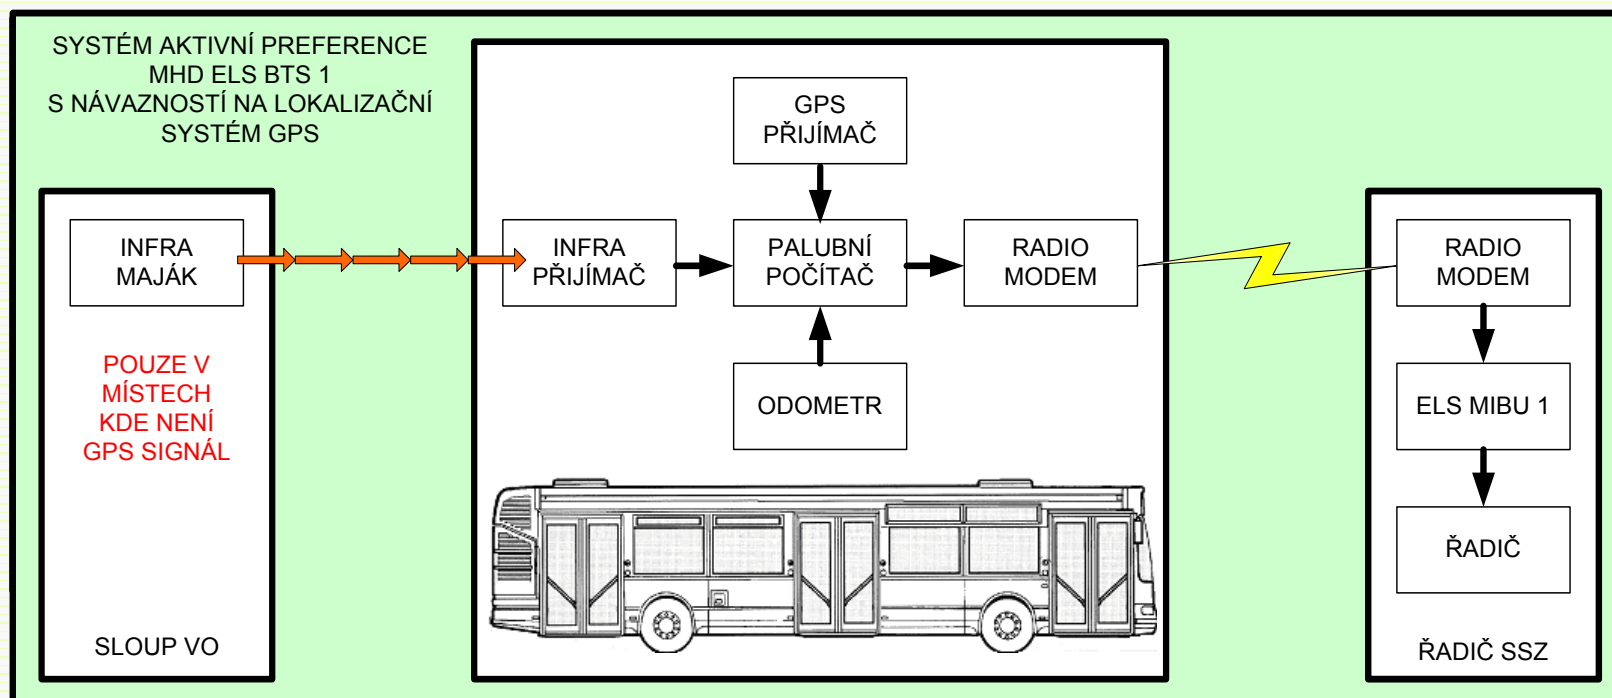 SYSTÉM AKTIVNÍ PREFERENCE
MHD ELS BTS 1
S NÁVAZNOSTÍ NA LOKALIZAČNÍ
SYSTÉM GPS
INFRA
MAJÁK
POUZE V
MÍSTECH
KDE NENÍ
GPS SIGNÁL
SLOUP VO
GPS
PŘIJÍMAČ
INFRA
PŘIJÍMAČ
PALUBNÍ
POČÍTAČ
RADIO
MODEM
ODOMETR
RADIO
MODEM
ELS MIBU 1
ŘADIČ
ŘADIČ SSZ